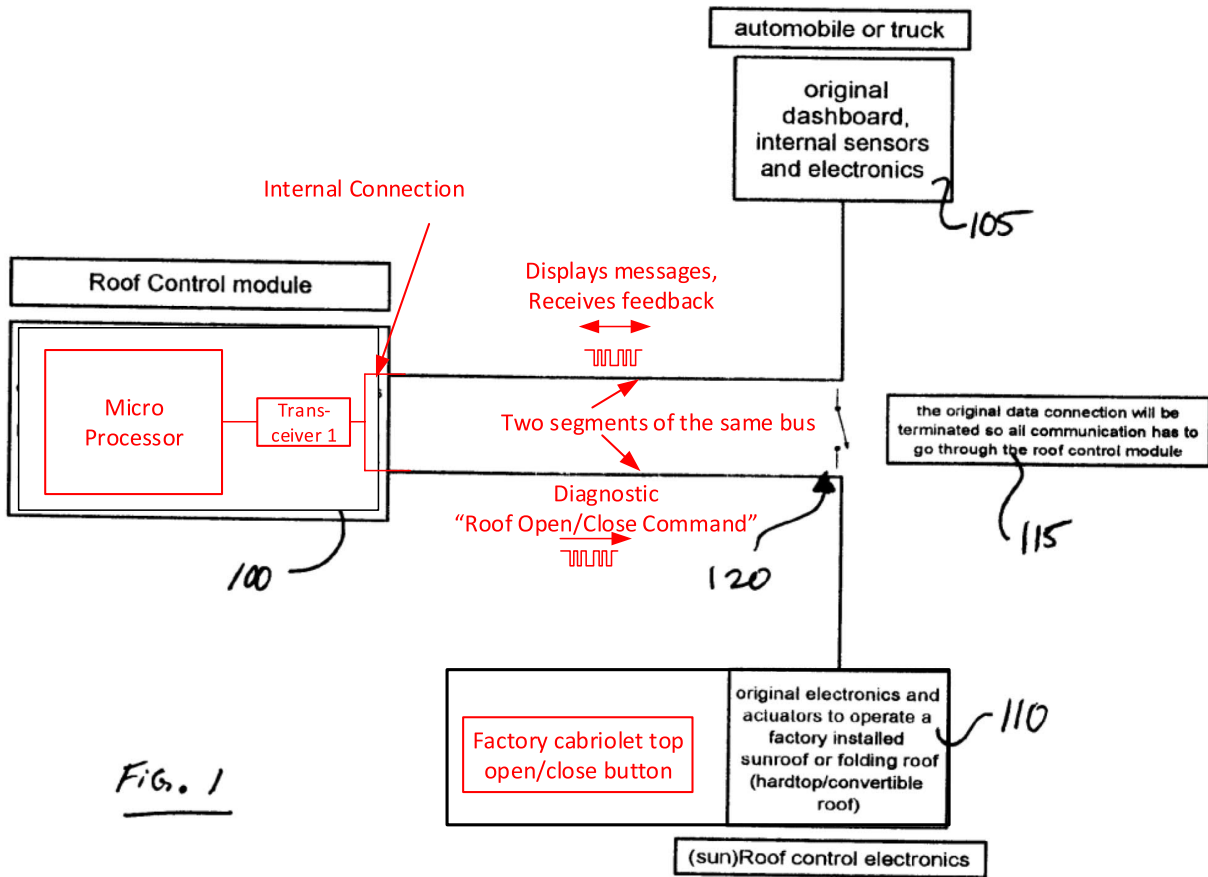 automobile or truck
original
dashboard,
internal sensors
and electronics
105
Internal Connection
Roof Control module
Displays messages,
Receives feedback
Micro
Processor
Trans-
ceiver 1
Two segments of the same bus
the original data connection will be
terminated so all communication has to
go through the roof control module
115
Diagnostic
“Roof Open/Close Command”
100
120
Factory cabriolet top
open/close button
original electronics and
actuators to operate a
factory installed
sunroof or folding roof
(hardtop/convertible
roof)
110
FIG. 1
(sun)Roof control electronics